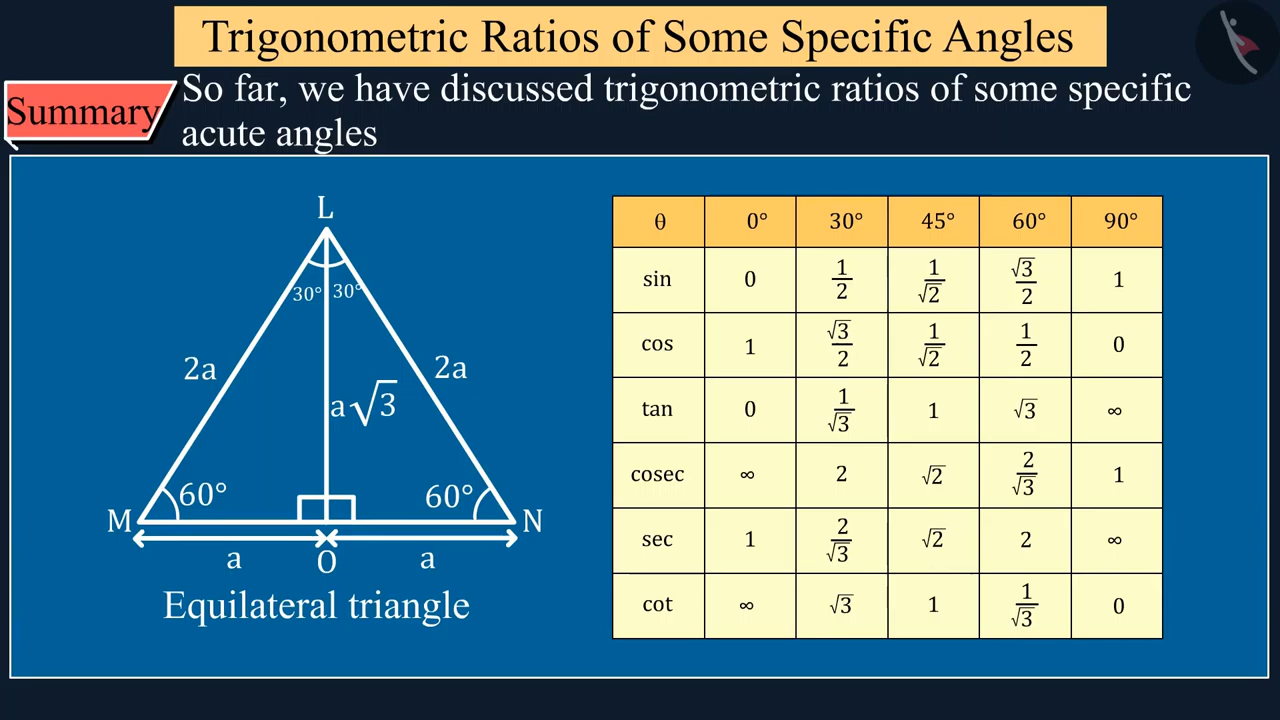 Trigonometric Ratios of Some Specific Angles
Summary
So far, we have discussed trigonometric ratios of some specific
acute angles
L
30° 30°
2a 2a
a√3
60° 60°
M N
a O a
Equilateral triangle
θ 0° 30° 45° 60° 90°
sin 0 1/2 1/√2 √3/2 1
cos 1 √3/2 1/√2 1/2 0
tan 0 1/√3 1 √3 ∞
cosec ∞ 2 √2 2/√3 1
sec 1 2/√3 √2 2 ∞
cot ∞ √3 1 1/√3 0